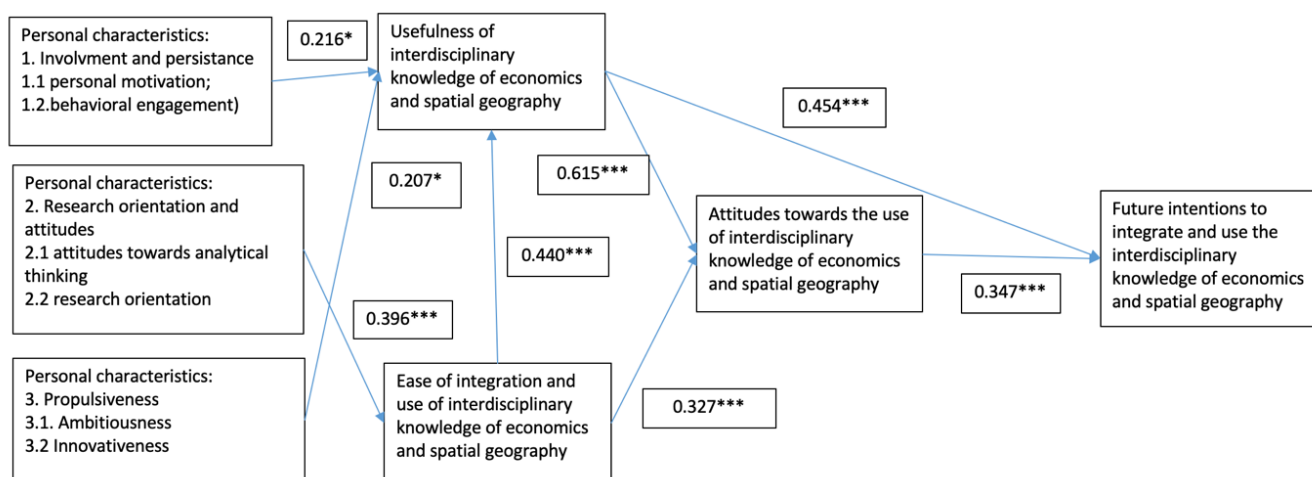 Personal characteristics:
1. Involvment and persistance
1.1 personal motivation;
1.2.behavioral engagement)
0.216*
Usefulness of
interdisciplinary
knowledge of economics
and spatial geography
0.454***
Personal characteristics:
2. Research orientation and
attitudes
2.1 attitudes towards analytical
thinking
2.2 research orientation
0.207*
0.615***
0.440***
Attitudes towards the use
of interdisciplinary
knowledge of economics
and spatial geography
Future intentions to
integrate and use the
interdisciplinary
knowledge of economics
and spatial geography
0.347***
0.396***
Personal characteristics:
3. Propulsiveness
3.1. Ambitiousness
3.2 Innovativeness
Ease of integration and
use of interdisciplinary
knowledge of economics
and spatial geography
0.327***